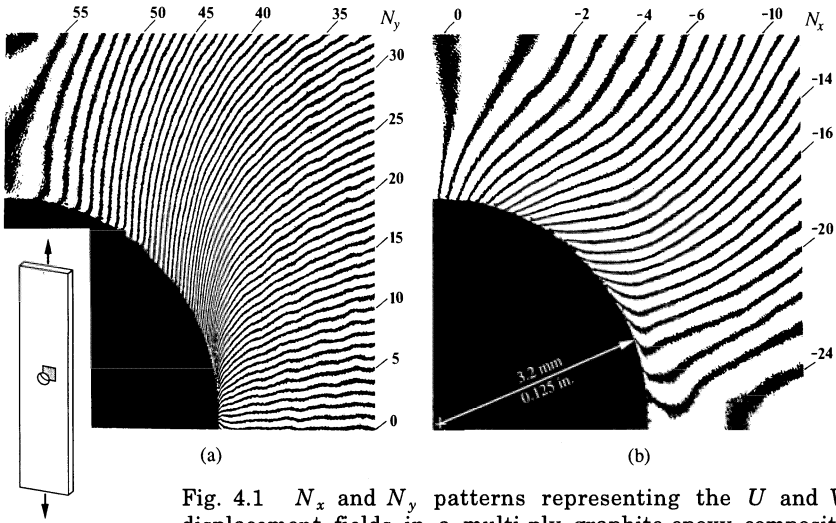 55 50 45 40 35 N_y
30
25
20
15
10
5
0
(a)
0 -2 -4 -6 -10 N_x
-14
-16
-20
-24
3.2 mm
0.125 in.
(b)
Fig. 4.1 N_x and N_y patterns representing the U and V
displacement fields in a multi-ply graphite-epoxy composite